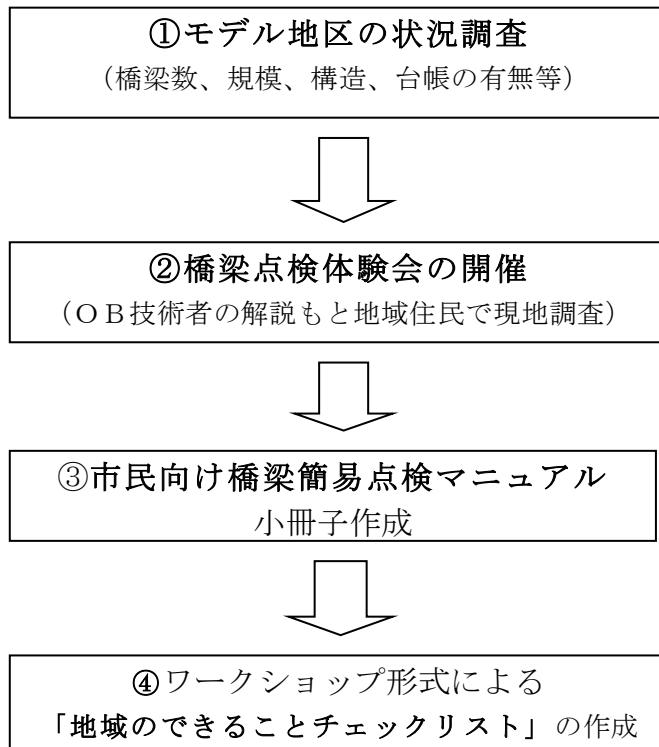 ①モデル地区の状況調査
（橋梁数、規模、構造、台帳の有無等）
②橋梁点検体験会の開催
（ＯＢ技術者の解説もと地域住民で現地調査）
③市民向け橋梁簡易点検マニュアル
小冊子作成
④ワークショップ形式による
「地域のできることチェックリスト」の作成